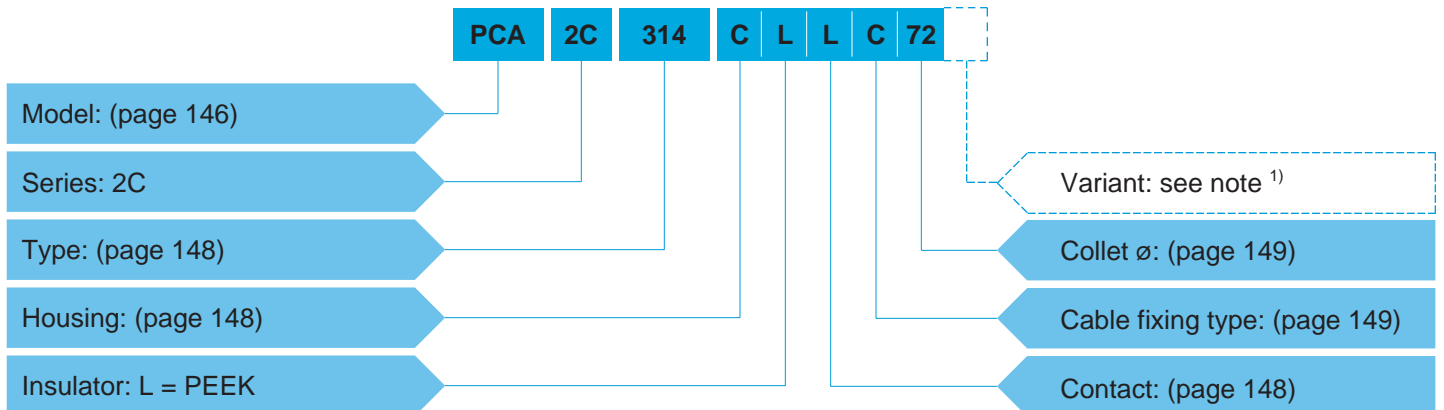 PCA 2C 314 C L L C 72
Model: (page 146)
Series: 2C
Variant: see note 1)
Type: (page 148)
Collet ø: (page 149)
Housing: (page 148)
Cable fixing type: (page 149)
Insulator: L = PEEK
Contact: (page 148)